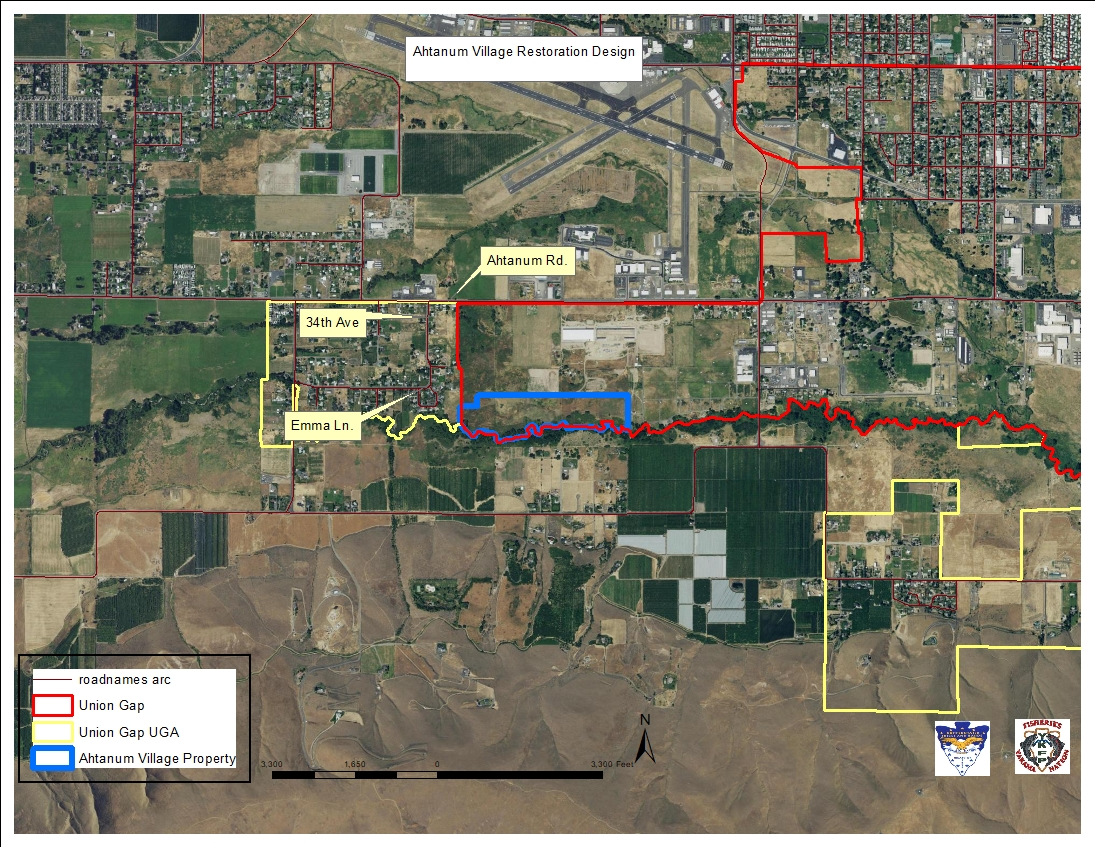 Ahtanum Village Restoration Design
Ahtanum Rd.
34th Ave
Emma Ln.
roadnames arc
Union Gap
Union Gap UGA
Ahtanum Village Property
N
3,300 1,650 0 3,300 Feet
FISHERIES
YKFP
YAKAMA NATION